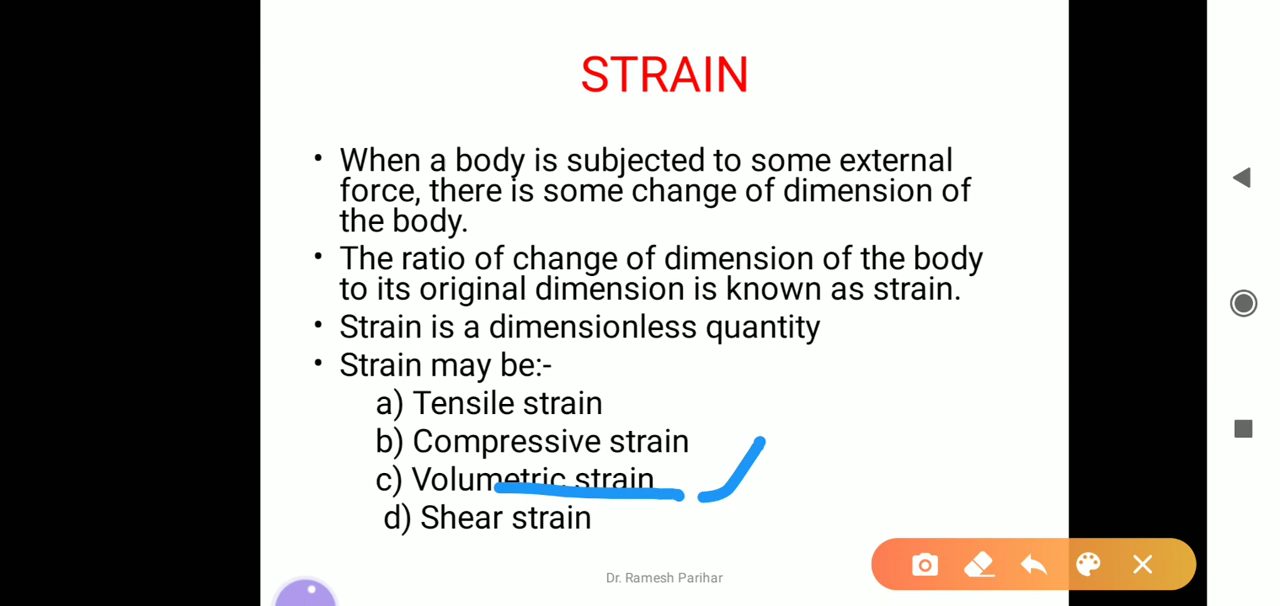 STRAIN
• When a body is subjected to some external
force, there is some change of dimension of
the body.
• The ratio of change of dimension of the body
to its original dimension is known as strain.
• Strain is a dimensionless quantity
• Strain may be:-
a) Tensile strain
b) Compressive strain
c) Volumetric strain
d) Shear strain
Dr. Ramesh Parihar